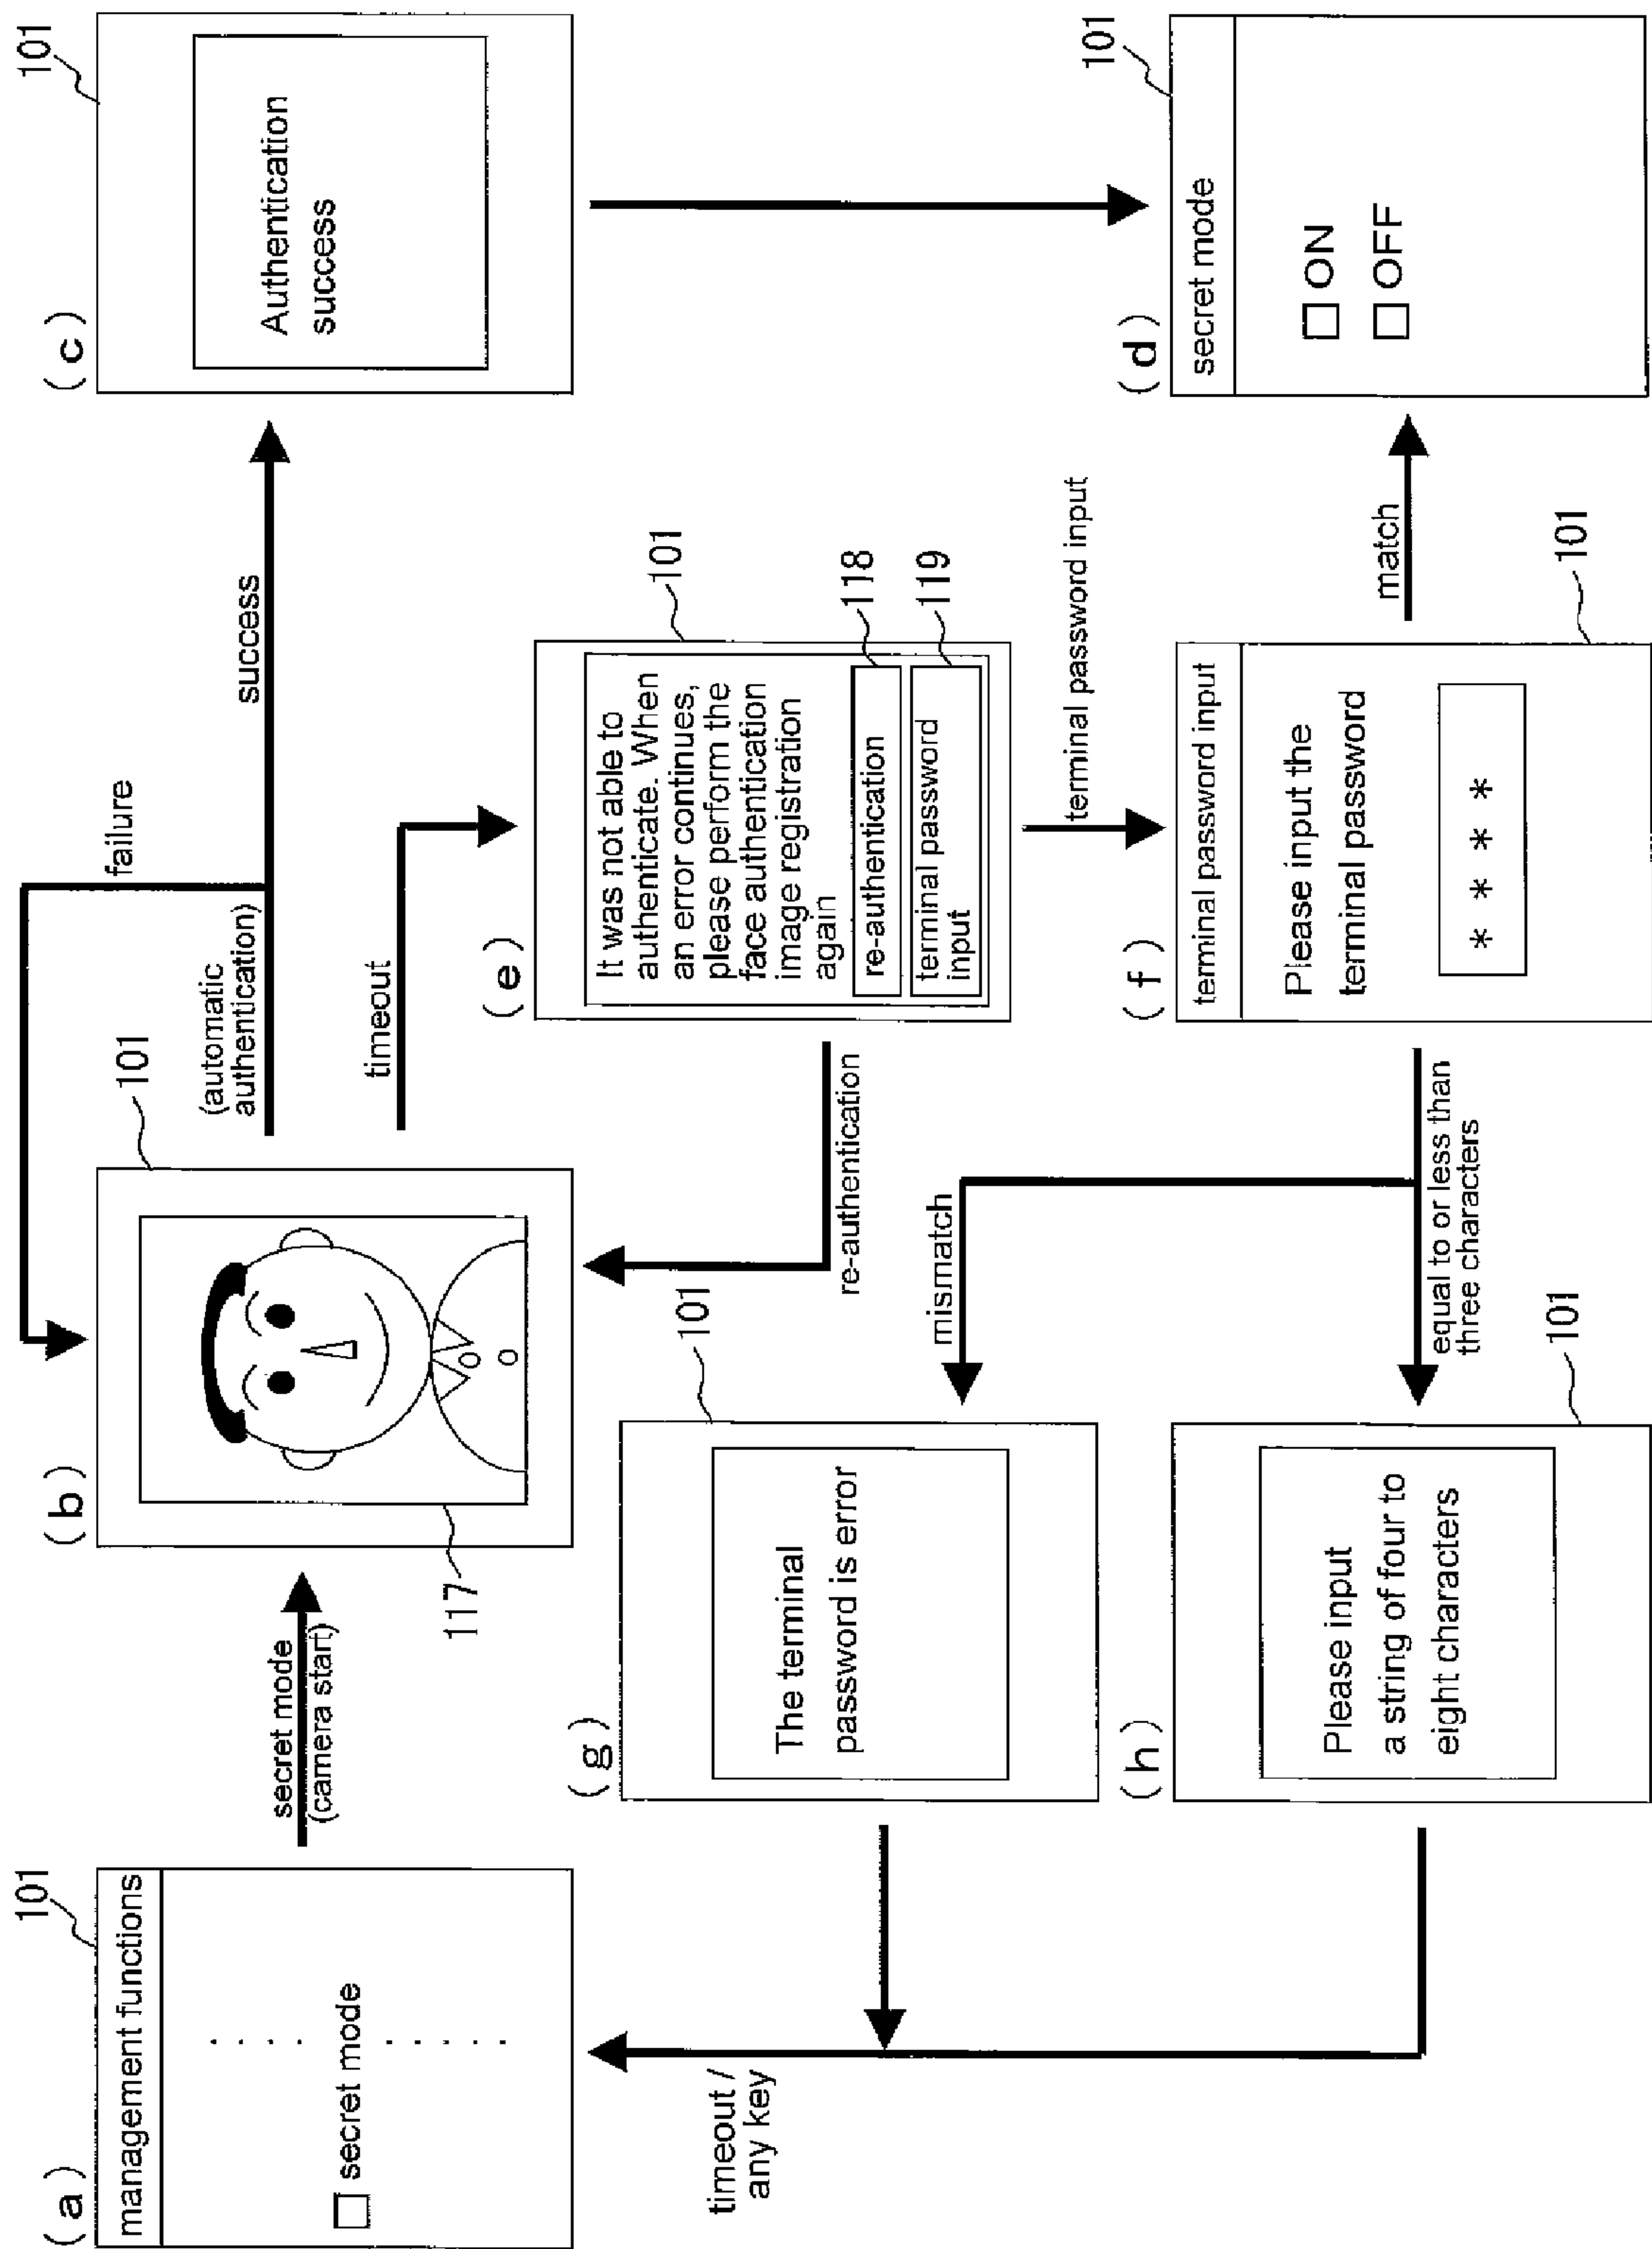 (a)
101
management functions
. . . .
□ secret mode
. . . . .
secret mode
(camera start)
(b)
101
117
failure
(automatic
authentication)
success
(c)
101
Authentication
success
timeout
(e)
101
It was not able to
authenticate. When
an error continues,
please perform the
face authentication
image registration
again
re-authentication
118
terminal password
input
119
re-authentication
terminal password input
(g)
101
The terminal
password is error
mismatch
timeout /
any key
(h)
101
Please input
a string of four to
eight characters
equal to or less than
three characters
(f)
terminal password input
Please input the
terminal password
* * * *
101
match
(d)
101
secret mode
□ ON
□ OFF